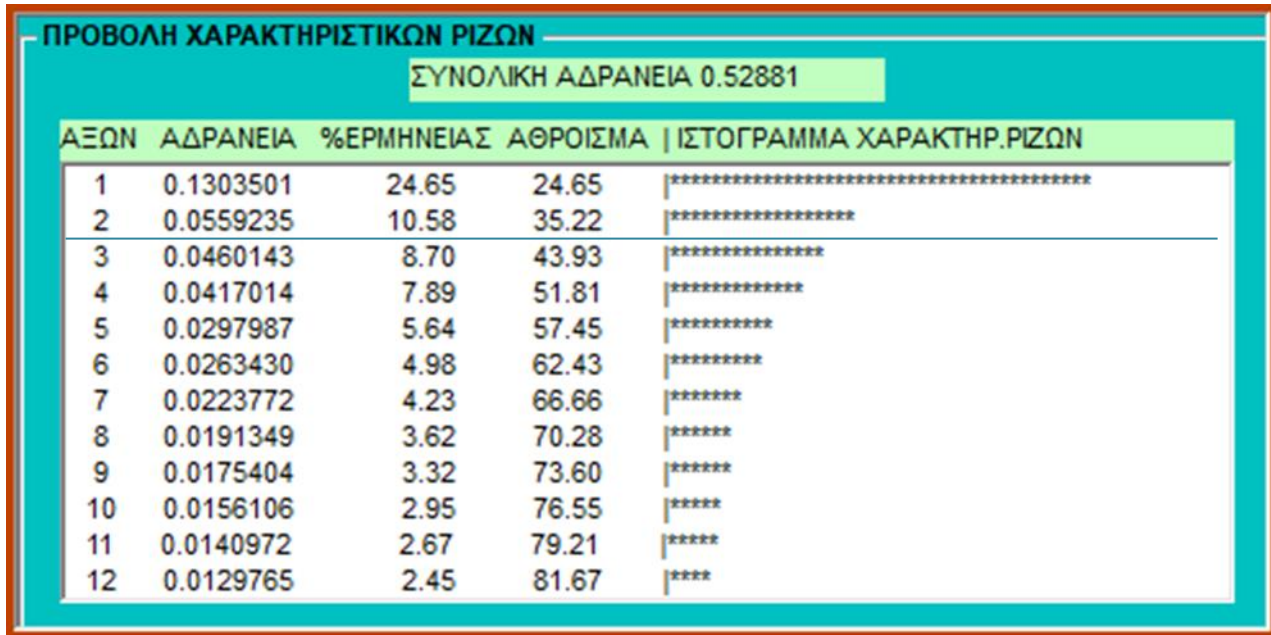 ΠΡΟΒΟΛΗ ΧΑΡΑΚΤΗΡΙΣΤΙΚΩΝ ΡΙΖΩΝ
ΣΥΝΟΛΙΚΗ ΑΔΡΑΝΕΙΑ 0.52881
ΑΞΩΝ ΑΔΡΑΝΕΙΑ %ΕΡΜΗΝΕΙΑΣ ΑΘΡΟΙΣΜΑ | ΙΣΤΟΓΡΑΜΜΑ ΧΑΡΑΚΤΗΡ.ΡΙΖΩΝ
1 0.1303501 24.65 24.65 |*****************************************
2 0.0559235 10.58 35.22 |******************
3 0.0460143 8.70 43.93 |***************
4 0.0417014 7.89 51.81 |*************
5 0.0297987 5.64 57.45 |**********
6 0.0263430 4.98 62.43 |*********
7 0.0223772 4.23 66.66 |*******
8 0.0191349 3.62 70.28 |******
9 0.0175404 3.32 73.60 |******
10 0.0156106 2.95 76.55 |*****
11 0.0140972 2.67 79.21 |*****
12 0.0129765 2.45 81.67 |****